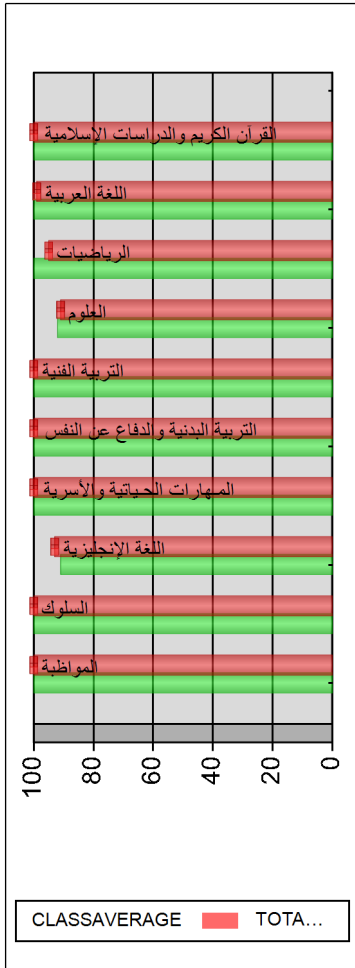 القرآن الكريم والدراسات الإسلامية
اللغة العربية
الرياضيات
العلوم
التربية الفنية
التربية البدنية والدفاع عن النفس
المهارات الحياتية والأسرية
اللغة الإنجليزية
السلوك
المواظبة
100 80 60 40 20 0
CLASSAVERAGE TOTA...